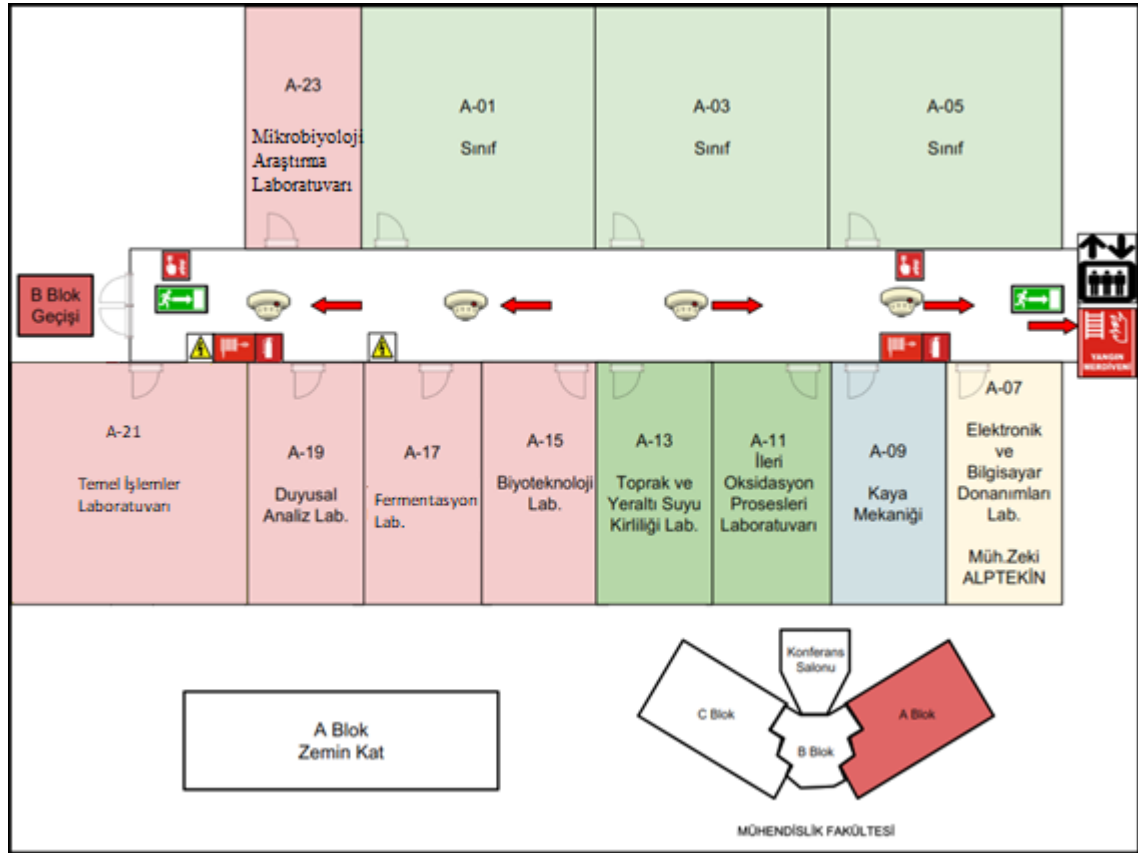 A-23
Mikrobiyoloji
Araştırma
Laboratuvarı
A-01
Sınıf
A-03
Sınıf
A-05
Sınıf
B Blok
Geçişi
YANGIN
MERDİVENİ
A-21
Temel İşlemler
Laboratuvarı
A-19
Duyusal
Analiz Lab.
A-17
Fermentasyon
Lab.
A-15
Biyoteknoloji
Lab.
A-13
Toprak ve
Yeraltı Suyu
Kirliliği Lab.
A-11
İleri
Oksidasyon
Prosesleri
Laboratuvarı
A-09
Kaya
Mekaniği
A-07
Elektronik
ve
Bilgisayar
Donanımları
Lab.
Müh.Zeki
ALPTEKİN
A Blok
Zemin Kat
Konferans
Salonu
C Blok
B Blok
A Blok
MÜHENDİSLİK FAKÜLTESİ